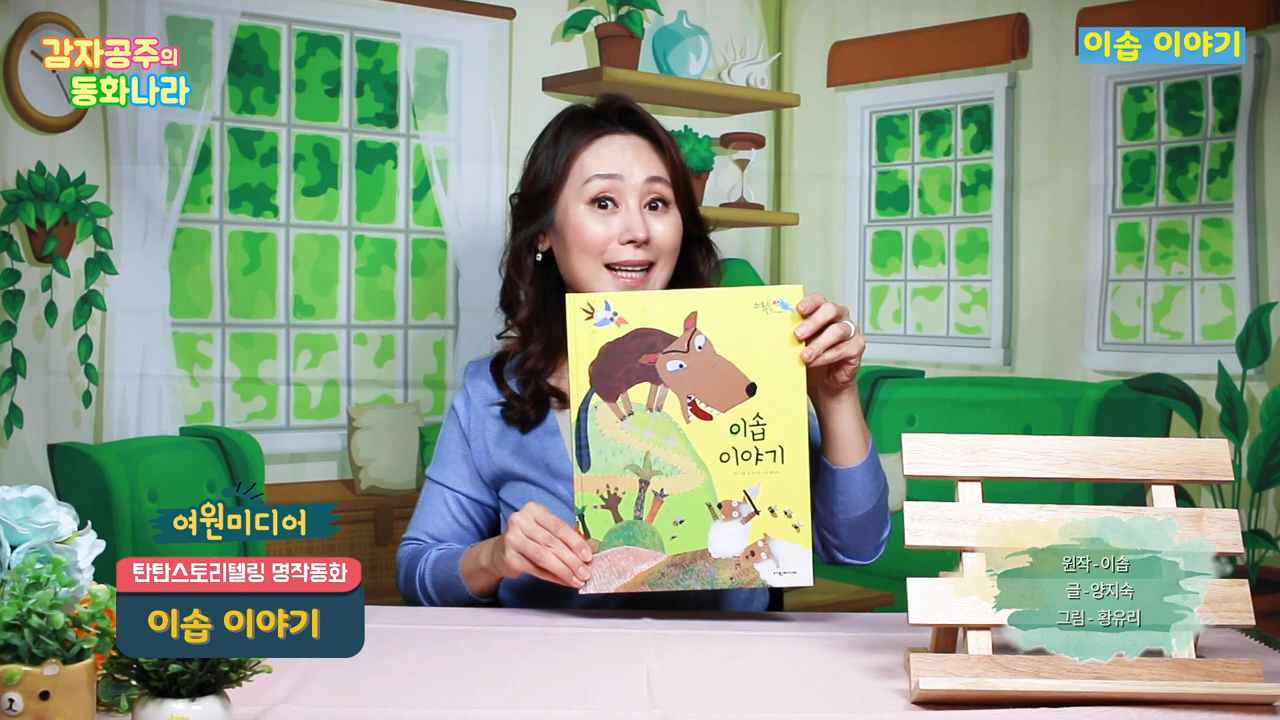 감자공주의
동화나라
이솝 이야기
이솝
이야기
여원미디어
탄탄스토리텔링 명작동화
이솝 이야기
원작 - 이솝
글 - 양지숙
그림 - 황유리